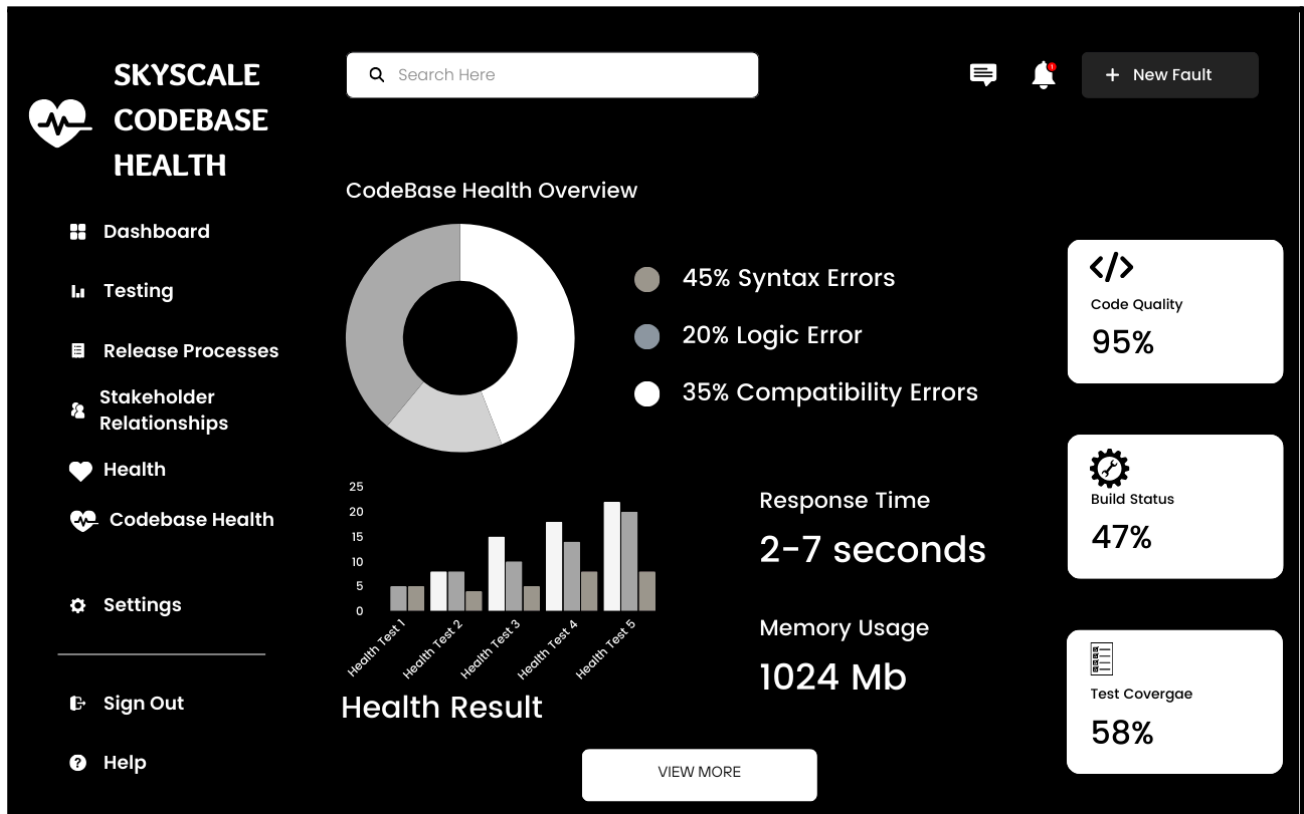 SKYSCALE
CODEBASE
HEALTH
Search Here
1
+ New Fault
Dashboard
Testing
Release Processes
Stakeholder
Relationships
Health
Codebase Health
Settings
Sign Out
Help
CodeBase Health Overview
45% Syntax Errors
20% Logic Error
35% Compatibility Errors
25
20
15
10
5
0
Health Test 1
Health Test 2
Health Test 3
Health Test 4
Health Test 5
Health Result
Response Time
2-7 seconds
Memory Usage
1024 Mb
VIEW MORE
</>
Code Quality
95%
Build Status
47%
Test Covergae
58%